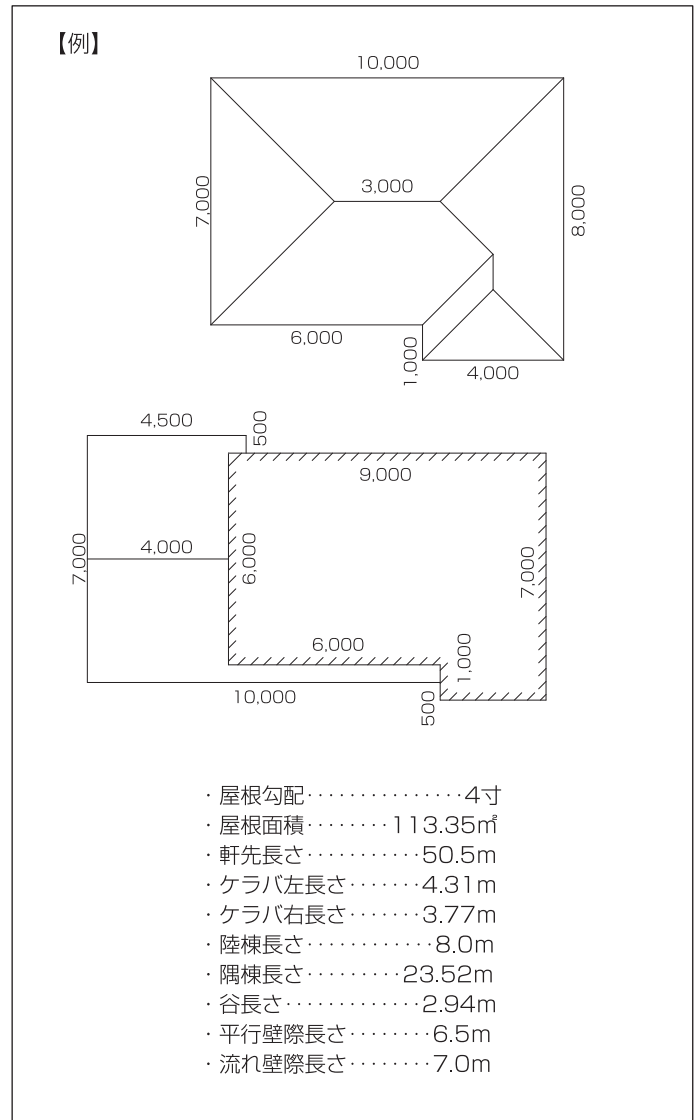 【例】
10,000
7,000
3,000
8,000
6,000
1,000
4,000
4,500
500
9,000
7,000
4,000
6,000
7,000
6,000
1,000
10,000
500
・屋根勾配・・・・・・・・・・・・・・・4寸
・屋根面積・・・・・・・・113.35㎡
・軒先長さ・・・・・・・・・・・50.5m
・ケラバ左長さ・・・・・・・4.31m
・ケラバ右長さ・・・・・・・3.77m
・陸棟長さ・・・・・・・・・・・・8.0m
・隅棟長さ・・・・・・・・・23.52m
・谷長さ・・・・・・・・・・・・・2.94m
・平行壁際長さ・・・・・・・・6.5m
・流れ壁際長さ・・・・・・・・7.0m